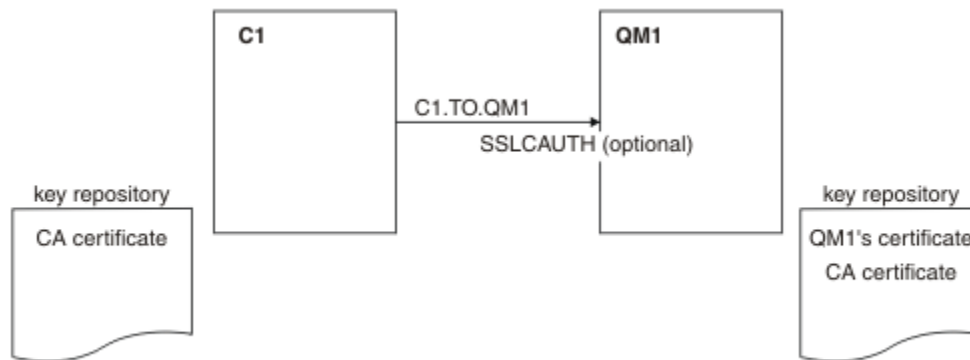 C1
QM1
C1.TO.QM1
SSLCAUTH (optional)
key repository
key repository
CA certificate
QM1's certificate
CA certificate